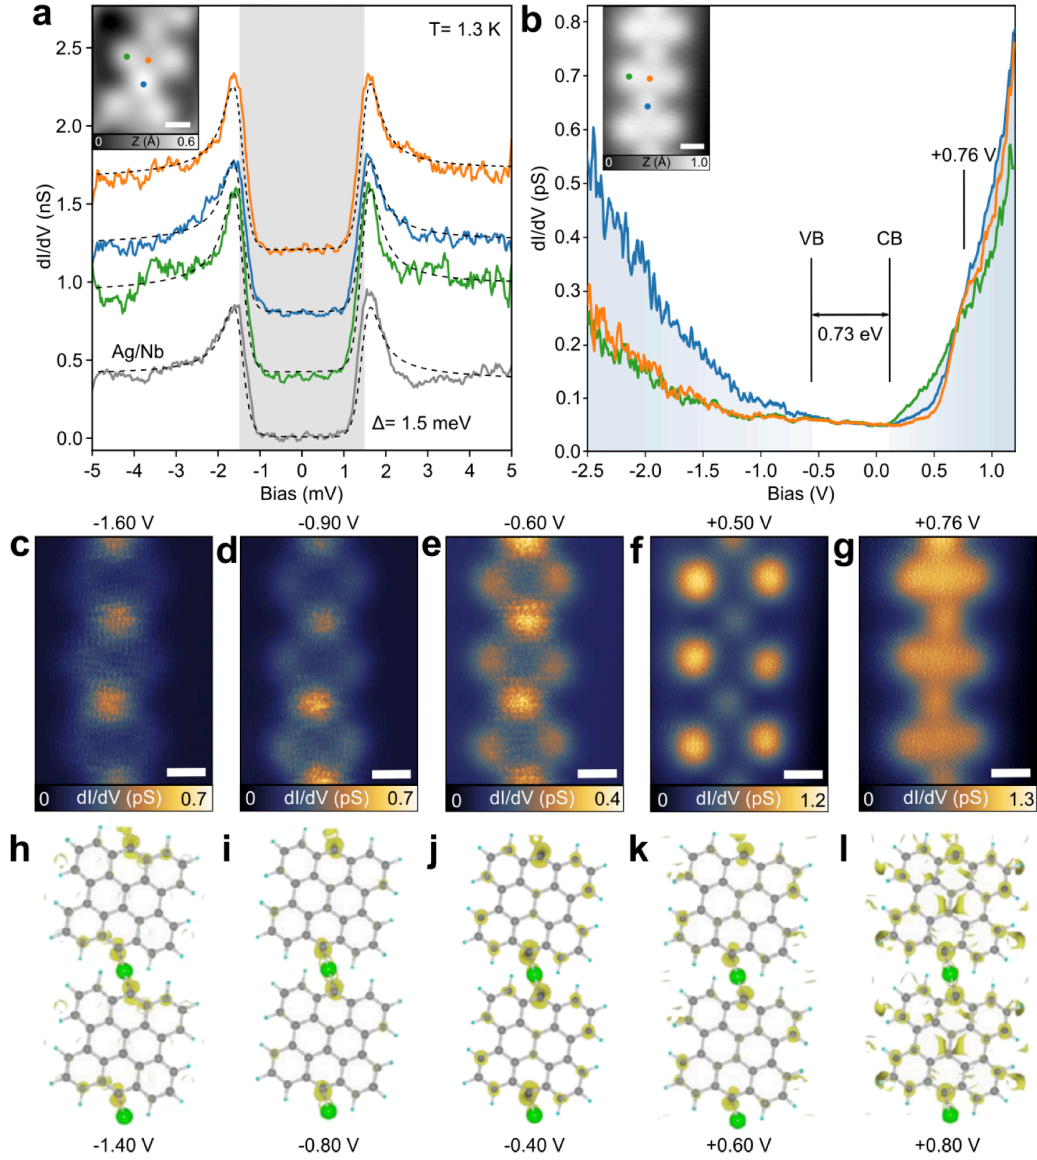 a
T= 1.3 K
0 Z (Å) 0.6
2.5
2.0
1.5
1.0
0.5
0.0
dI/dV (nS)
Ag/Nb
Δ= 1.5 meV
-5 -4 -3 -2 -1 0 1 2 3 4 5
Bias (mV)
b
0 Z (Å) 1.0
0.8
0.7
0.6
0.5
0.4
0.3
0.2
0.1
0.0
dI/dV (pS)
+0.76 V
VB CB
0.73 eV
-2.5 -2.0 -1.5 -1.0 -0.5 0.0 0.5 1.0
Bias (V)
-1.60 V -0.90 V -0.60 V +0.50 V +0.76 V
c d e f g
0 dI/dV (pS) 0.7
0 dI/dV (pS) 0.7
0 dI/dV (pS) 0.4
0 dI/dV (pS) 1.2
0 dI/dV (pS) 1.3
h i j k l
-1.40 V -0.80 V -0.40 V +0.60 V +0.80 V